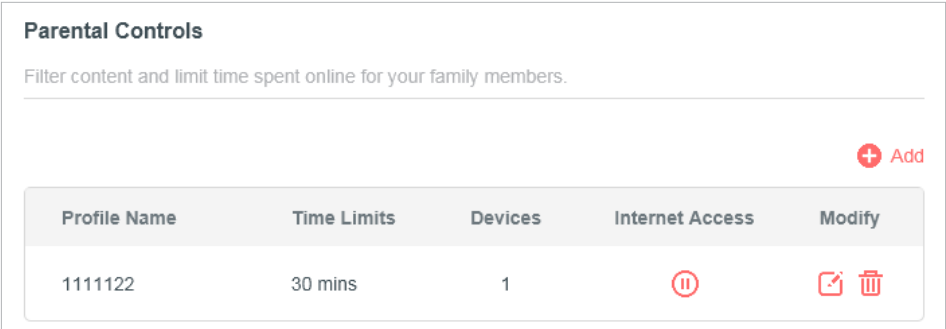 Parental Controls
Filter content and limit time spent online for your family members.
Add
Profile Name Time Limits Devices Internet Access Modify
1111122 30 mins 1